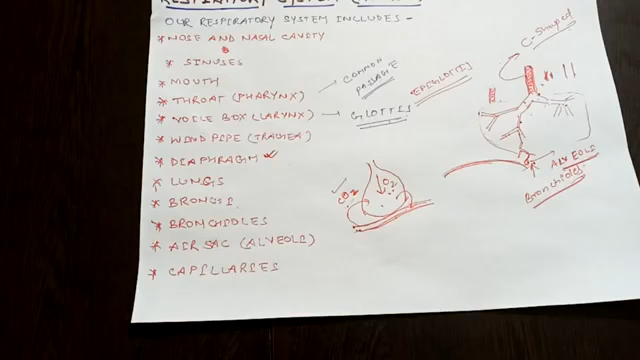 RESPIRATORY SYSTEM
OUR RESPIRATORY SYSTEM INCLUDES -
* NOSE AND NASAL CAVITY
* SINUSES
* MOUTH
* THROAT (PHARYNX) → COMMON PASSAGE
* VOICE BOX (LARYNX) → GLOTTIS
EPIGLOTTIS
* WIND PIPE (TRACHEA)
* DIAPHRAGM ✓
* LUNGS
* BRONCHI
* BRONCHIOLES
* AIR SAC (ALVEOLI)
* CAPILLARIES
C-Shaped
ALVEOLI
Bronchioles
CO2
O2